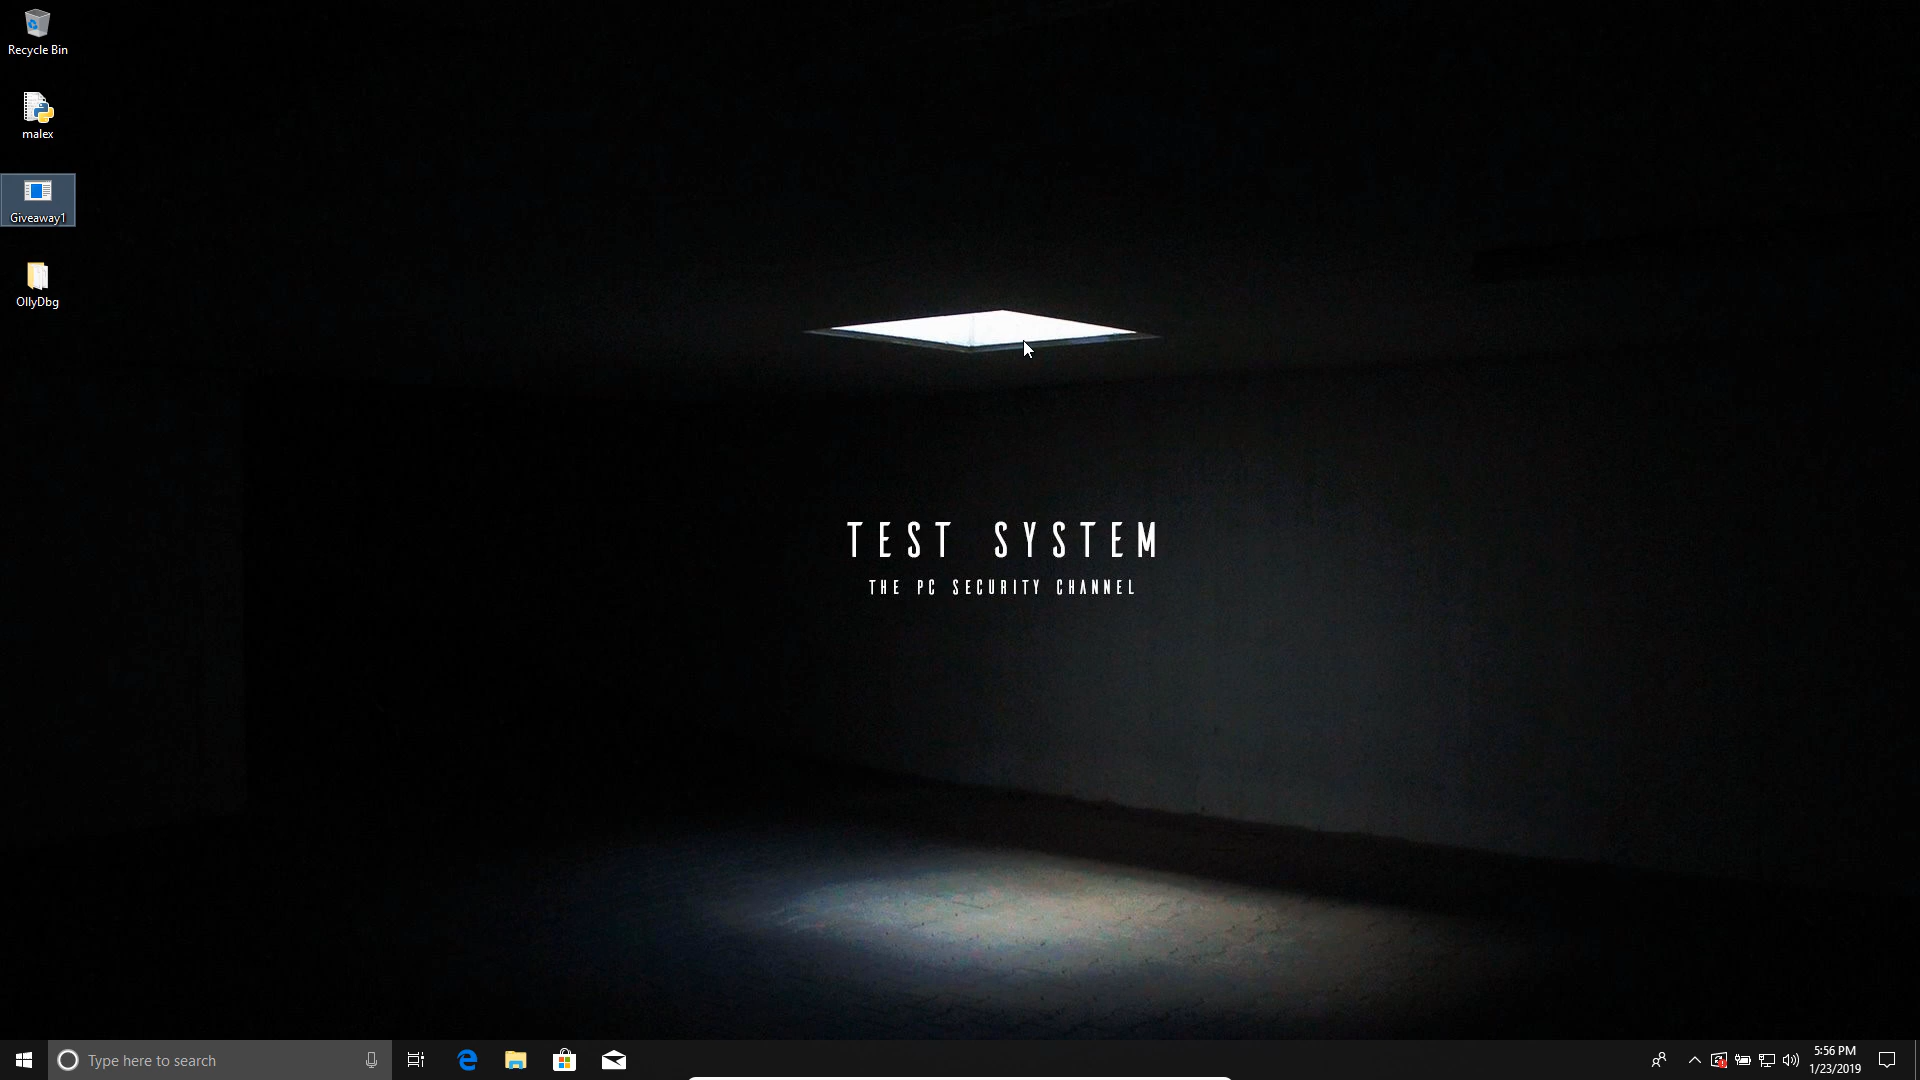 Recycle Bin
malex
Giveaway1
OllyDbg
TEST SYSTEM
THE PC SECURITY CHANNEL
Type here to search
5:56 PM
1/23/2019